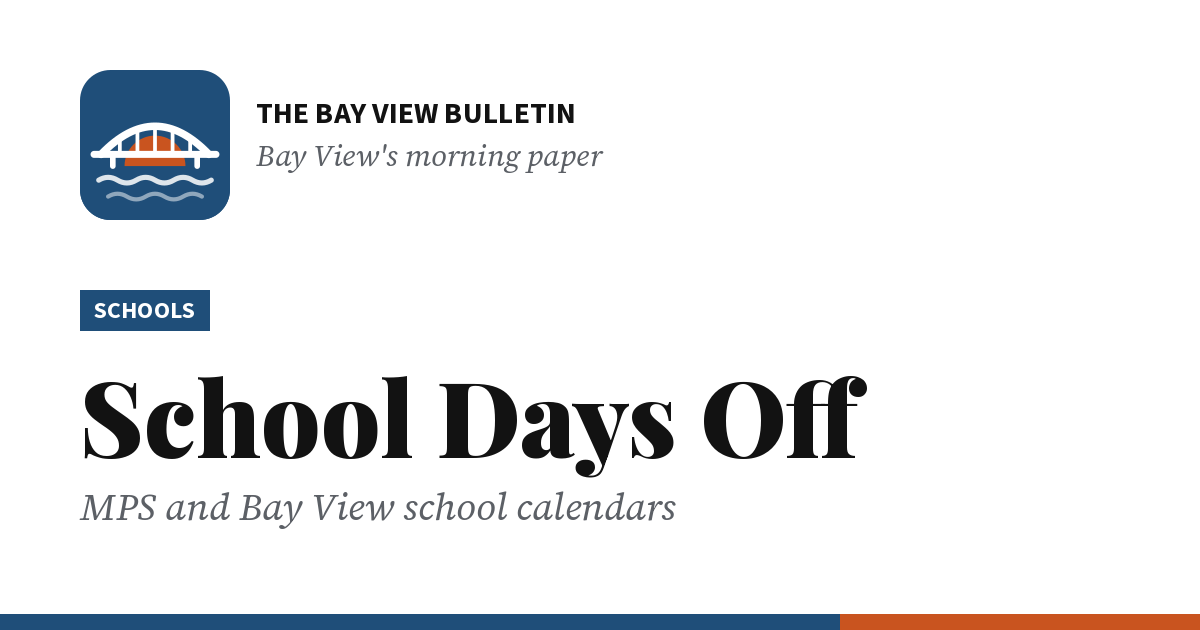 THE BAY VIEW BULLETIN
Bay View's morning paper
SCHOOLS
School Days Off
MPS and Bay View school calendars